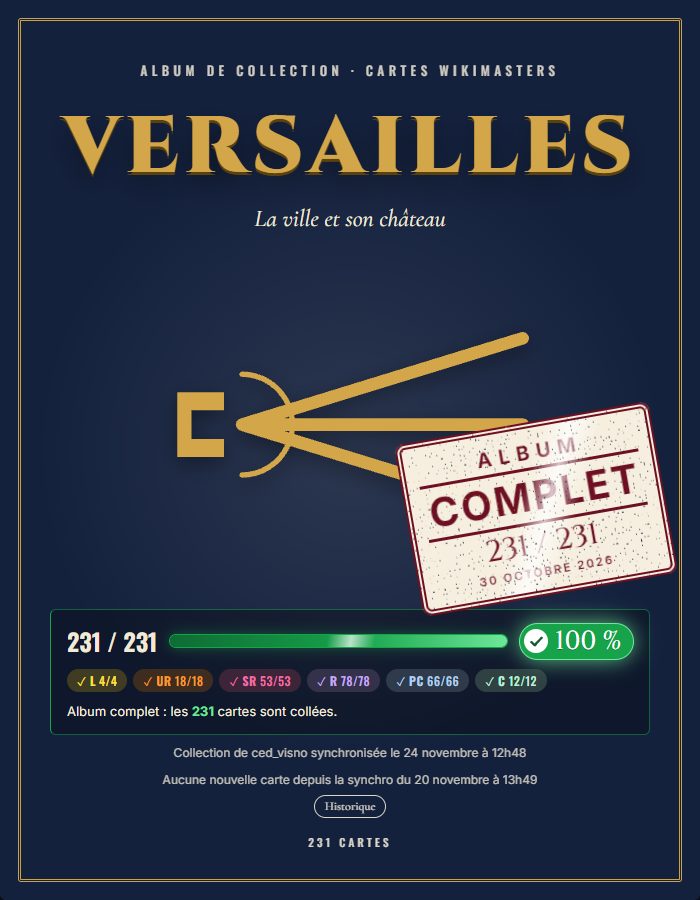 ALBUM DE COLLECTION · CARTES WIKIMASTERS
VERSAILLES
La ville et son château
ALBUM
COMPLET
231 / 231
30 OCTOBRE 2026
231 / 231
100 %
✓ L 4/4 ✓ UR 18/18 ✓ SR 53/53 ✓ R 78/78 ✓ PC 66/66 ✓ C 12/12
Album complet : les 231 cartes sont collées.
Collection de ced_visno synchronisée le 24 novembre à 12h48
Aucune nouvelle carte depuis la synchro du 20 novembre à 13h49
Historique
231 CARTES